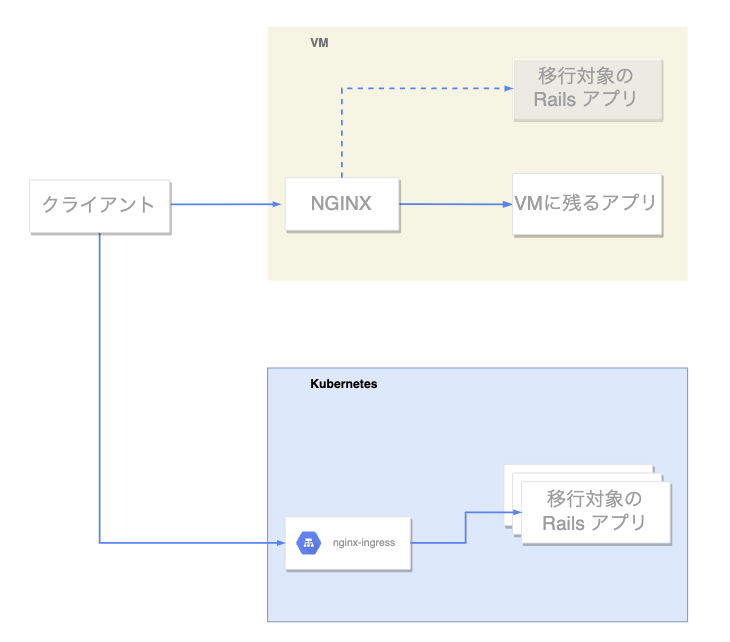 VM
移行対象の
Rails アプリ
クライアント
NGINX
VMに残るアプリ
Kubernetes
移行対象の
Rails アプリ
nginx-ingress